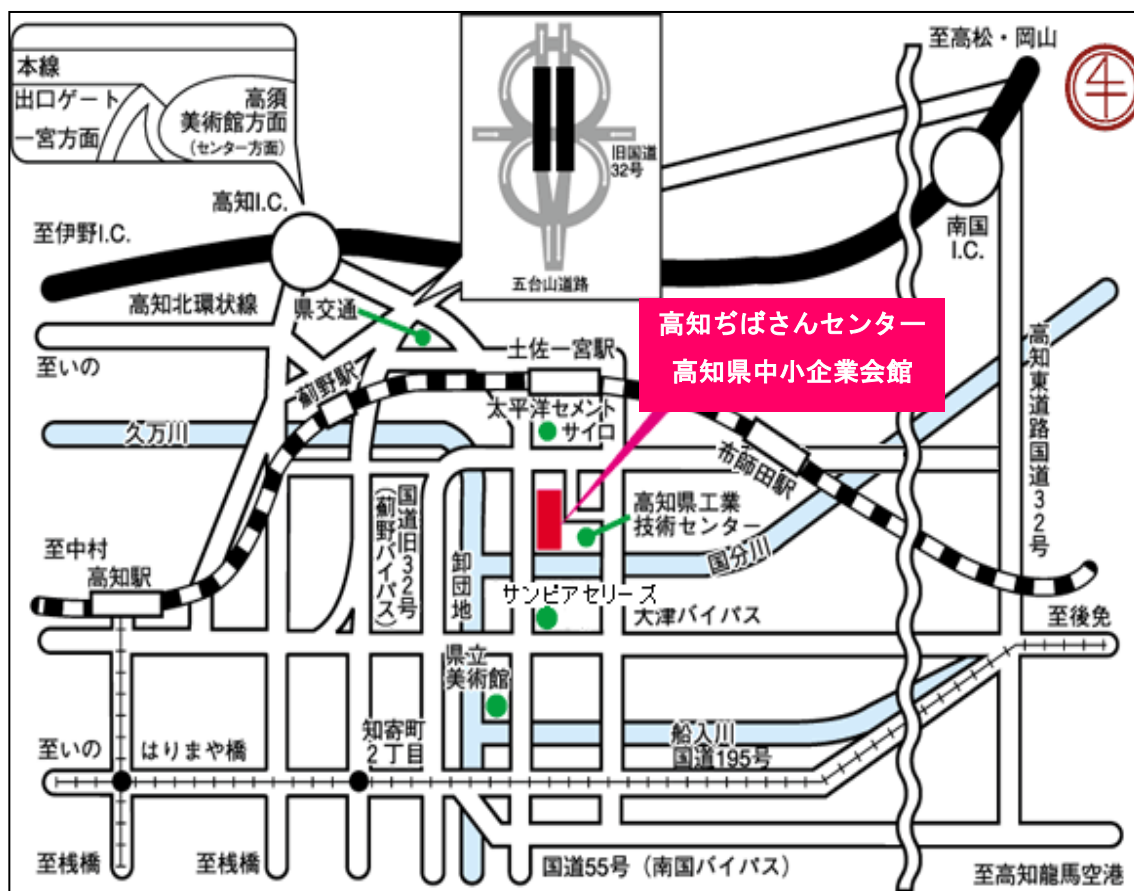 本線
出口ゲート
一宮方面
高須
美術館方面
(センター方面)
旧国道
32号
五台山道路
至高松・岡山
高知I.C.
至伊野I.C.
南国
I.C.
高知北環状線
県交通
至いの
薊野駅
土佐一宮駅
高知ぢばさんセンター
高知県中小企業会館
太平洋セメント
サイロ
高知東道路国道32号
久万川
布師田駅
国道旧32号
(薊野バイパス)
高知県工業
技術センター
至中村
高知駅
卸団地
国分川
サンピアセリーズ
大津バイパス
至後免
県立
美術館
知寄町
2丁目
至いの
はりまや橋
船入川
国道195号
至桟橋
至桟橋
国道55号(南国バイパス)
至高知龍馬空港